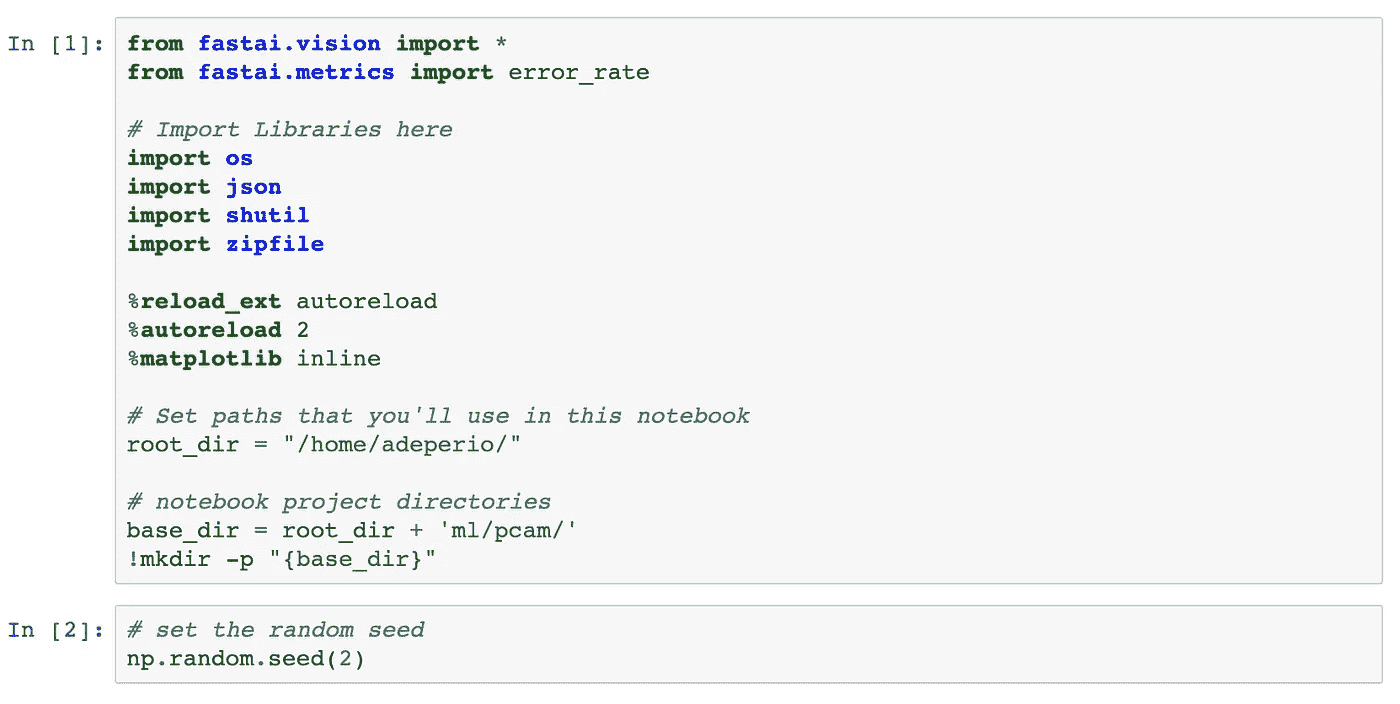 In [1]:
from fastai.vision import *
from fastai.metrics import error_rate
# Import Libraries here
import os
import json
import shutil
import zipfile
%reload_ext autoreload
%autoreload 2
%matplotlib inline
# Set paths that you'll use in this notebook
root_dir = "/home/adeperio/"
# notebook project directories
base_dir = root_dir + 'ml/pcam/'
!mkdir -p "{base_dir}"
In [2]:
# set the random seed
np.random.seed(2)